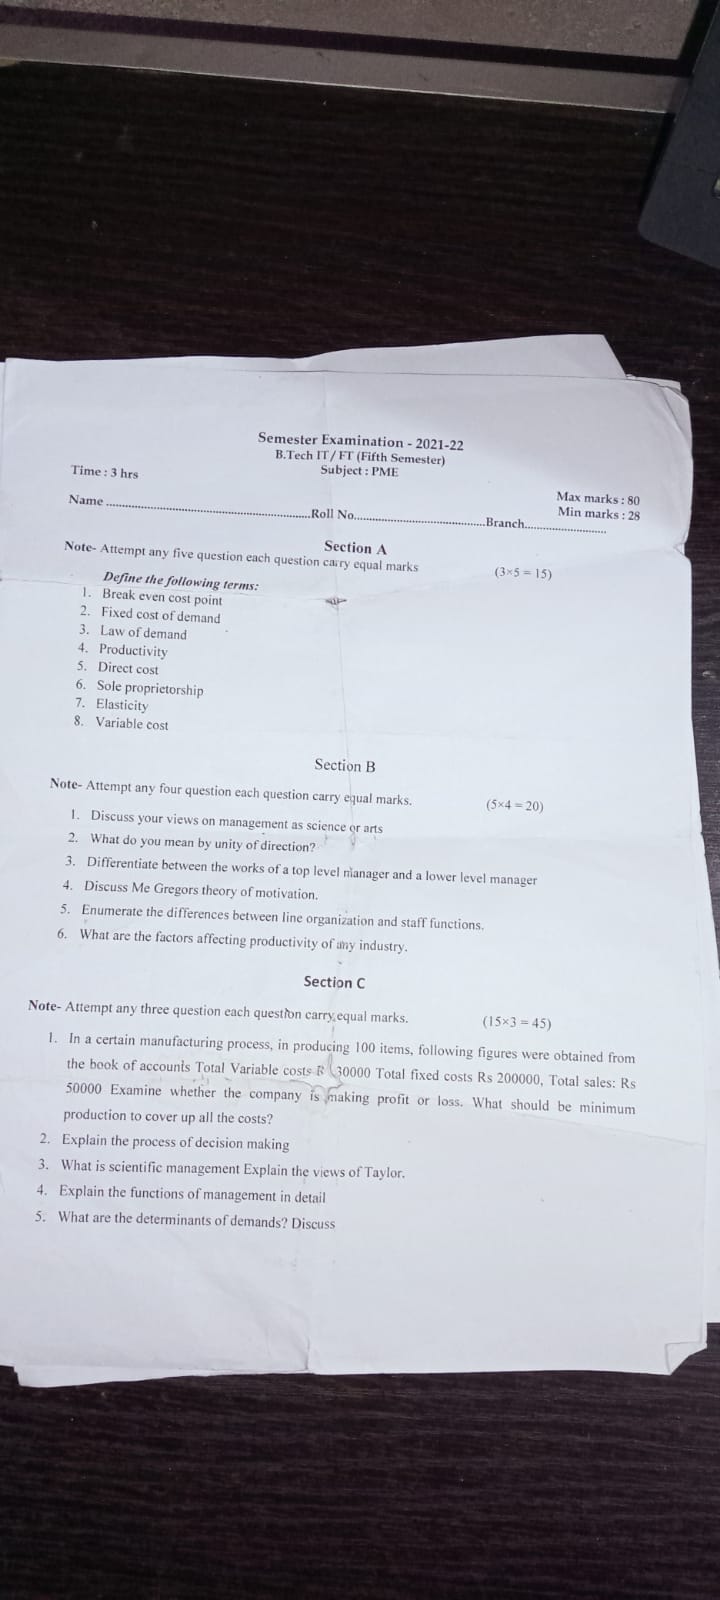 Semester Examination - 2021-22
B.Tech IT/ FT (Fifth Semester)
Subject : PME
Time : 3 hrs
Max marks : 80
Min marks : 28
Name ..............................Roll No..............................Branch....................
Section A
Note- Attempt any five question each question carry equal marks (3×5 = 15)
Define the following terms:
1. Break even cost point
2. Fixed cost of demand
3. Law of demand
4. Productivity
5. Direct cost
6. Sole proprietorship
7. Elasticity
8. Variable cost
Section B
Note- Attempt any four question each question carry equal marks. (5×4 = 20)
1. Discuss your views on management as science or arts
2. What do you mean by unity of direction?
3. Differentiate between the works of a top level manager and a lower level manager
4. Discuss Me Gregors theory of motivation.
5. Enumerate the differences between line organization and staff functions.
6. What are the factors affecting productivity of any industry.
Section C
Note- Attempt any three question each question carry equal marks. (15×3 = 45)
1. In a certain manufacturing process, in producing 100 items, following figures were obtained from
the book of accounts Total Variable costs 30000 Total fixed costs Rs 200000, Total sales: Rs
50000 Examine whether the company is making profit or loss. What should be minimum
production to cover up all the costs?
2. Explain the process of decision making
3. What is scientific management Explain the views of Taylor.
4. Explain the functions of management in detail
5. What are the determinants of demands? Discuss